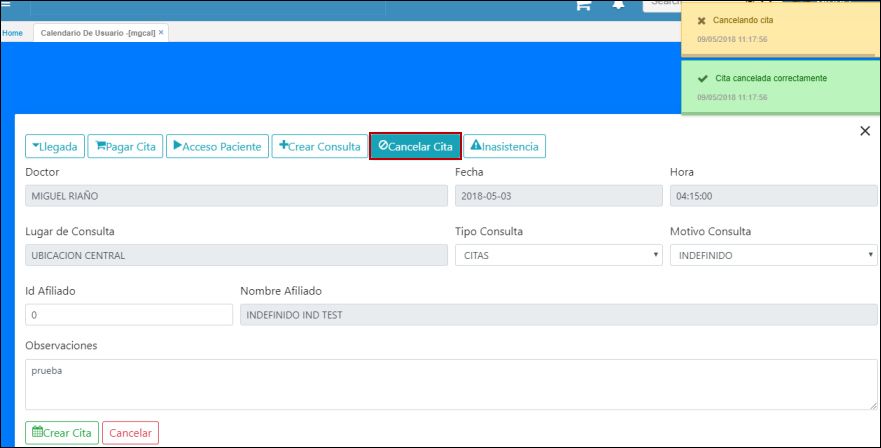 Search
Cancelando cita
09/05/2018 11:17:56
Home
Calendario De Usuario -[mgcal] ×
Cita cancelada correctamente
09/05/2018 11:17:56
Llegada
Pagar Cita
Acceso Paciente
Crear Consulta
Cancelar Cita
Inasistencia
Doctor
Fecha
Hora
MIGUEL RIAÑO
2018-05-03
04:15:00
Lugar de Consulta
Tipo Consulta
Motivo Consulta
UBICACION CENTRAL
CITAS
INDEFINIDO
Id Afiliado
Nombre Afiliado
0
INDEFINIDO IND TEST
Observaciones
prueba
Crear Cita
Cancelar